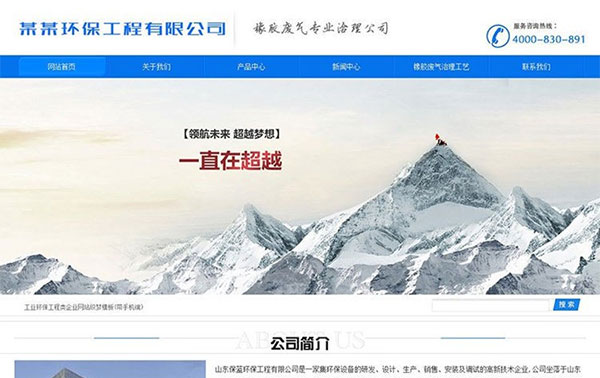 某某环保工程有限公司
橡胶废气专业治理公司
服务咨询热线：
4000-830-891
网站首页 关于我们 产品中心 新闻中心 橡胶废气治理工艺 联系我们
【领航未来 超越梦想】
一直在超越
工业环保工程类企业网站织梦模板(带手机端)
搜 索
ABOUT US
公司简介
山东保蓝环保工程有限公司是一家集环保设备的研发、设计、生产、销售、安装及调试的高新技术企业, 公司坐落于山东